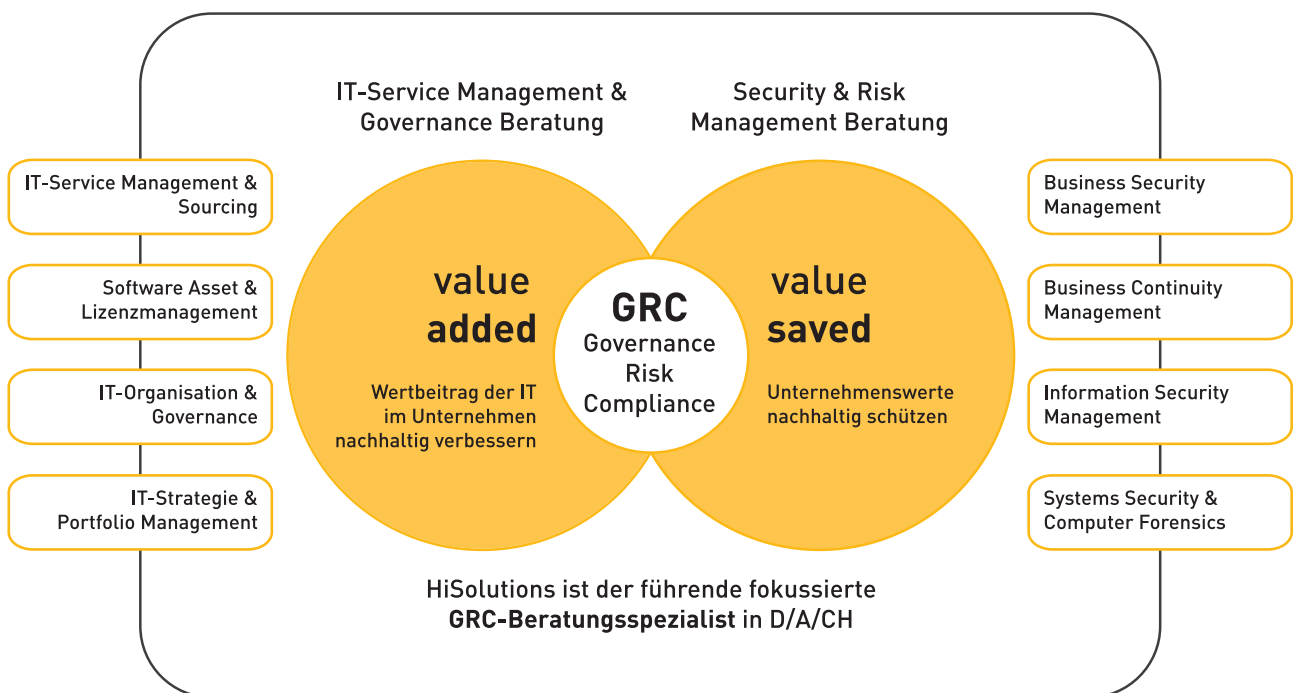 IT-Service Management &
Governance Beratung
Security & Risk
Management Beratung
IT-Service Management &
Sourcing
Software Asset &
Lizenzmanagement
IT-Organisation &
Governance
IT-Strategie &
Portfolio Management
value
added
Wertbeitrag der IT
im Unternehmen
nachhaltig verbessern
GRC
Governance
Risk
Compliance
value
saved
Unternehmenswerte
nachhaltig schützen
Business Security
Management
Business Continuity
Management
Information Security
Management
Systems Security &
Computer Forensics
HiSolutions ist der führende fokussierte
GRC-Beratungsspezialist in D/A/CH